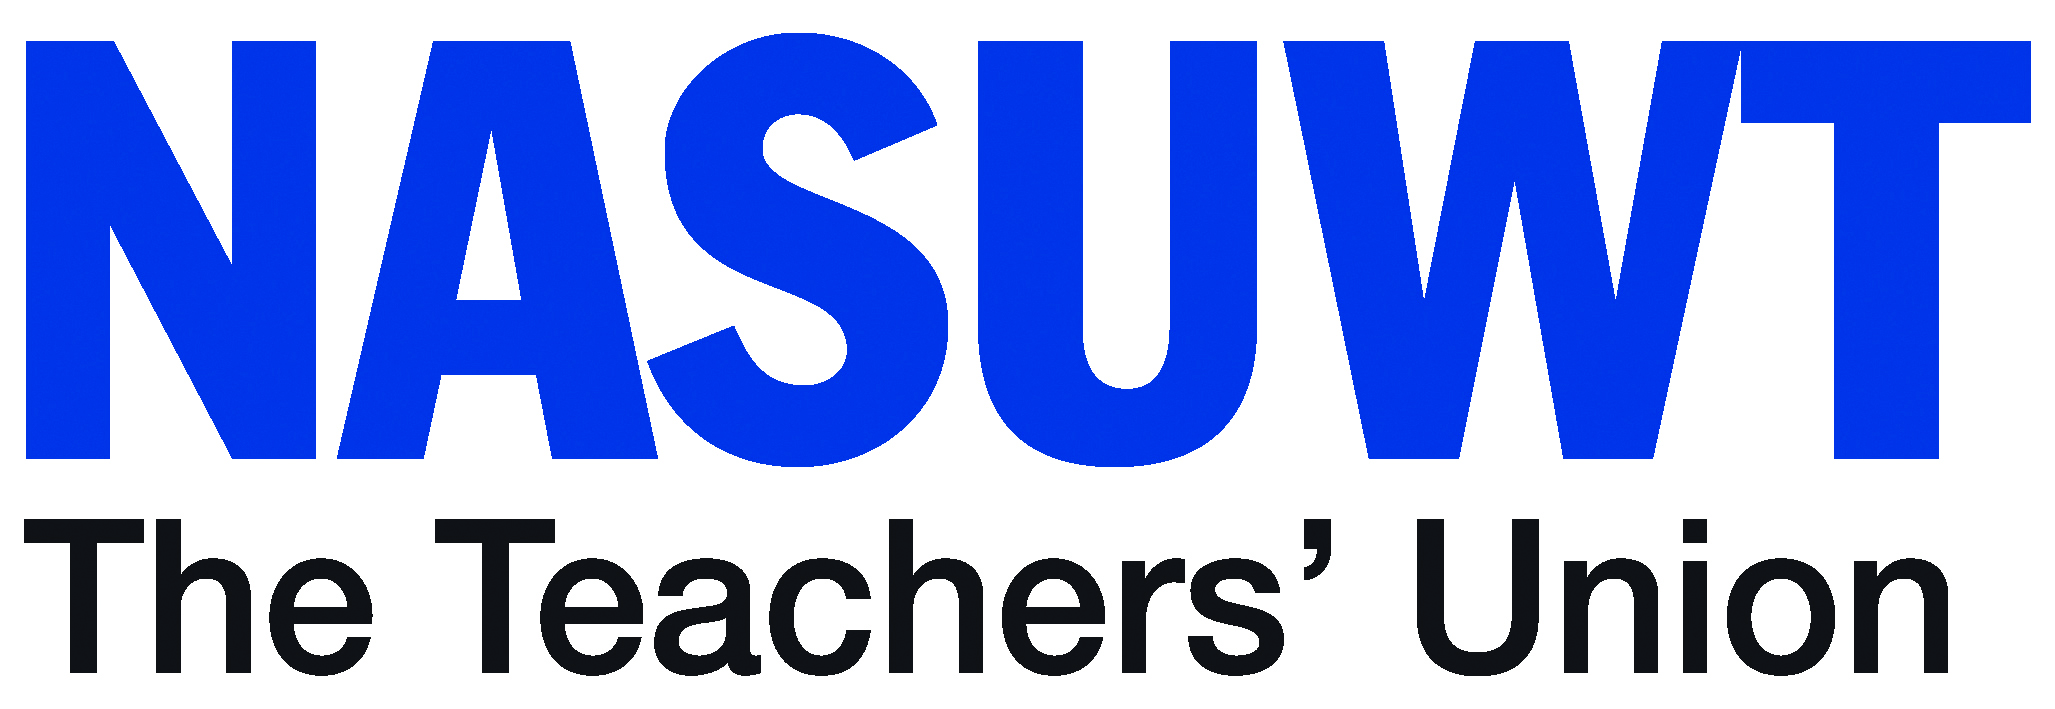 NASUWT
The Teachers’ Union